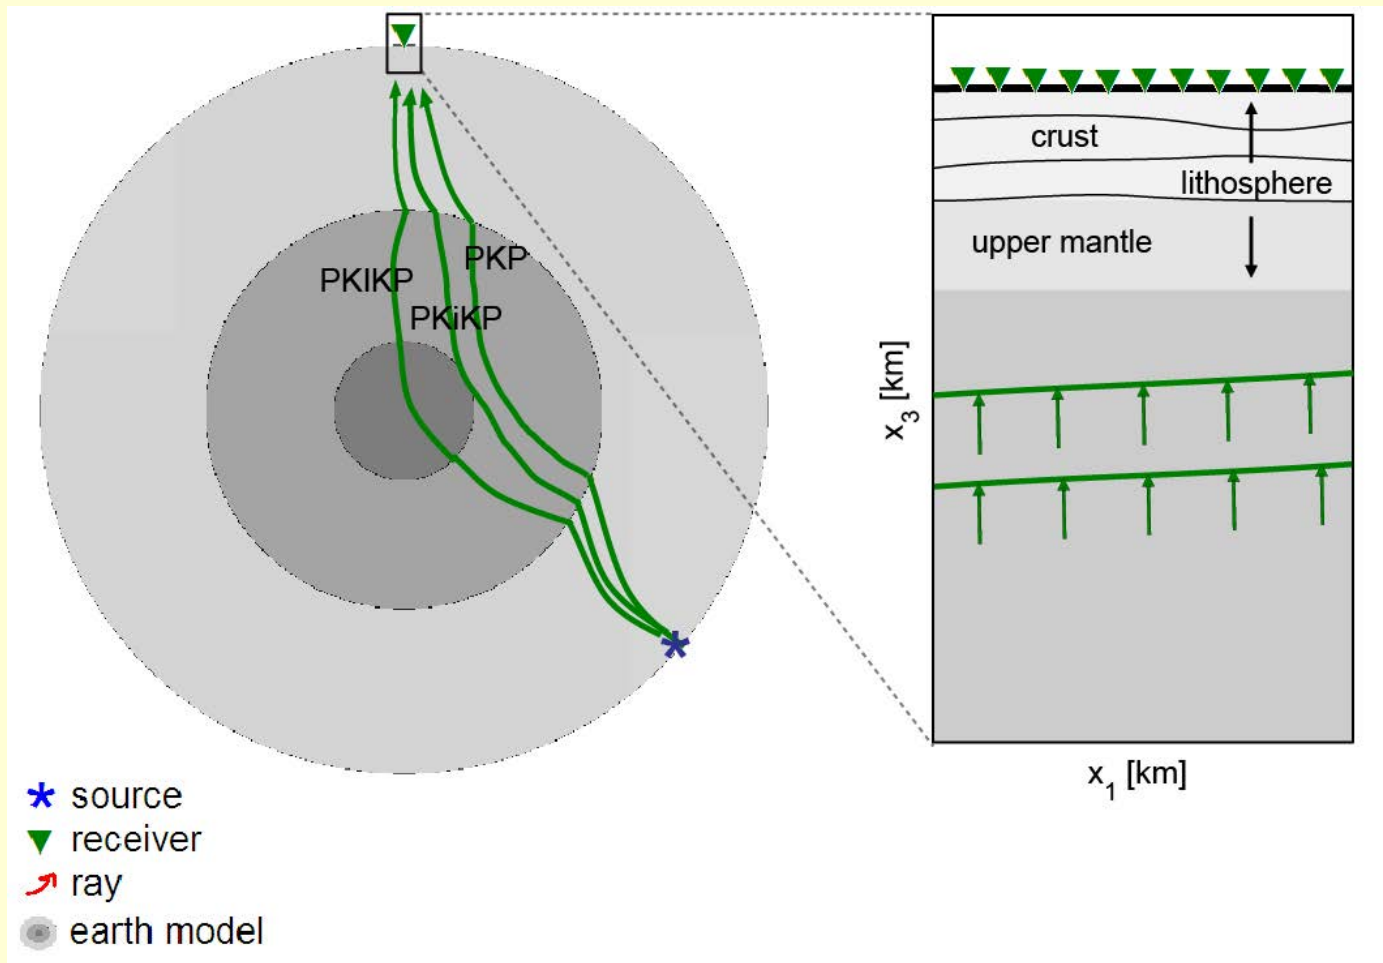 PKIKP
PKP
PKiKP
crust
lithosphere
upper mantle
x3 [km]
x1 [km]
source
receiver
ray
earth model